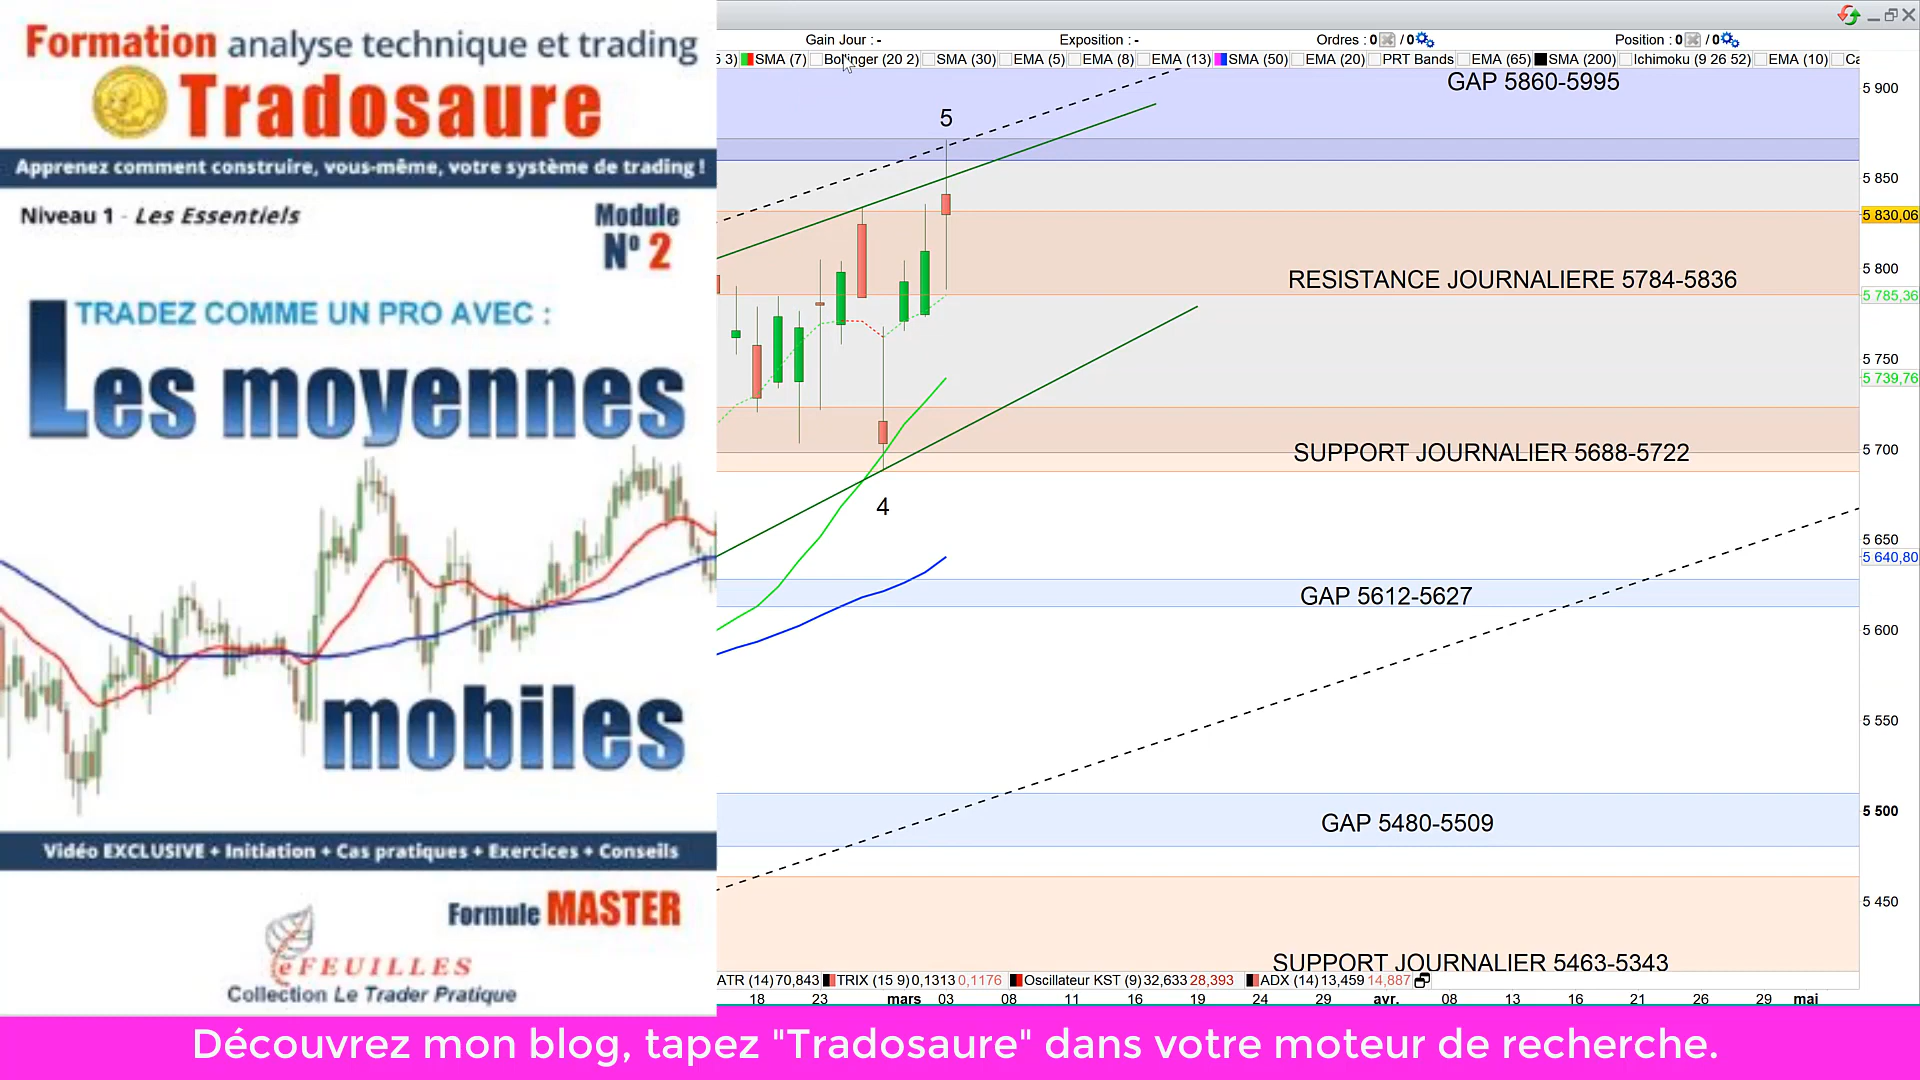 Formation analyse technique et trading
Tradosaure
Apprenez comment construire, vous-même, votre système de trading !
Niveau 1 - Les Essentiels
Module
N° 2
TRADEZ COMME UN PRO AVEC :
Les moyennes
mobiles
Vidéo EXCLUSIVE + Initiation + Cas pratiques + Exercices + Conseils
Formule MASTER
eFEUILLES
Collection Le Trader Pratique
Gain Jour : -
Exposition : -
Ordres : 0 / 0
Position : 0 / 0
5 3) SMA (7) Bollinger (20 2) SMA (30) EMA (5) EMA (8) EMA (13) SMA (50) EMA (20) PRT Bands EMA (65) SMA (200) Ichimoku (9 26 52) EMA (10) Ca
GAP 5860-5995
5
RESISTANCE JOURNALIERE 5784-5836
SUPPORT JOURNALIER 5688-5722
4
GAP 5612-5627
GAP 5480-5509
SUPPORT JOURNALIER 5463-5343
5 900
5 850
5 830,06
5 800
5 785,36
5 750
5 739,76
5 700
5 650
5 640,80
5 600
5 550
5 500
5 450
ATR (14) 70,843 TRIX (15 9) 0,1313 0,1176 Oscillateur KST (9) 32,633 28,393 ADX (14) 13,459 14,887
18 23 mars 03 08 11 16 19 24 29 avr. 08 13 16 21 26 29 mai
Découvrez mon blog, tapez "Tradosaure" dans votre moteur de recherche.